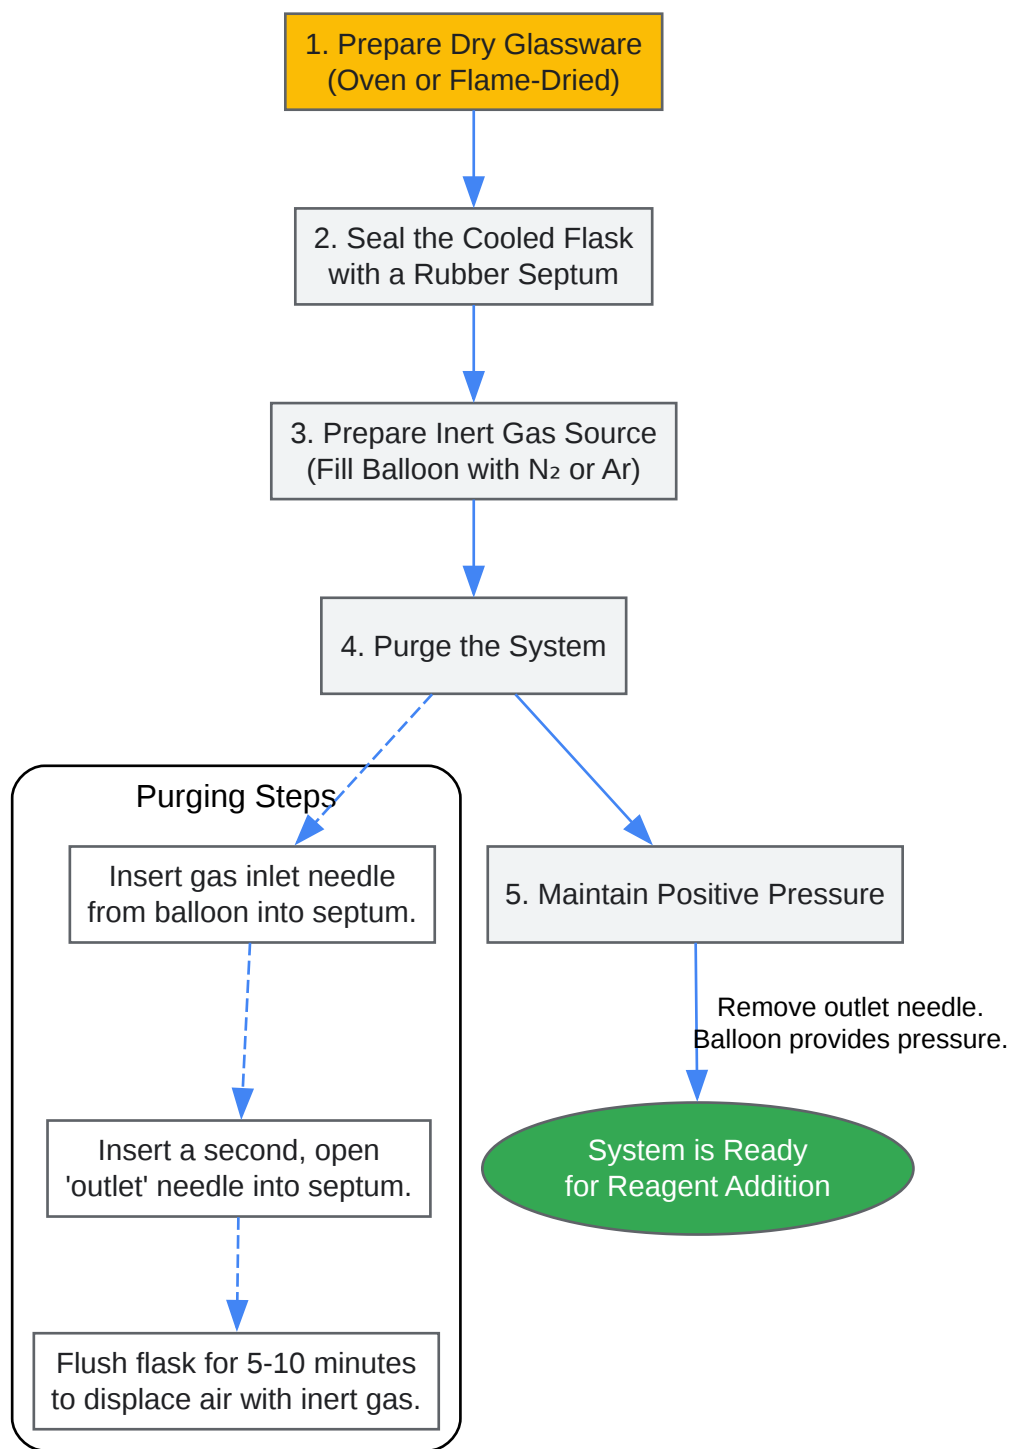 1. Prepare Dry Glassware
(Oven or Flame-Dried)
2. Seal the Cooled Flask
with a Rubber Septum
3. Prepare Inert Gas Source
(Fill Balloon with N₂ or Ar)
4. Purge the System
Purging Steps
Insert gas inlet needle
from balloon into septum.
Insert a second, open
'outlet' needle into septum.
Flush flask for 5-10 minutes
to displace air with inert gas.
5. Maintain Positive Pressure
Remove outlet needle.
Balloon provides pressure.
System is Ready
for Reagent Addition